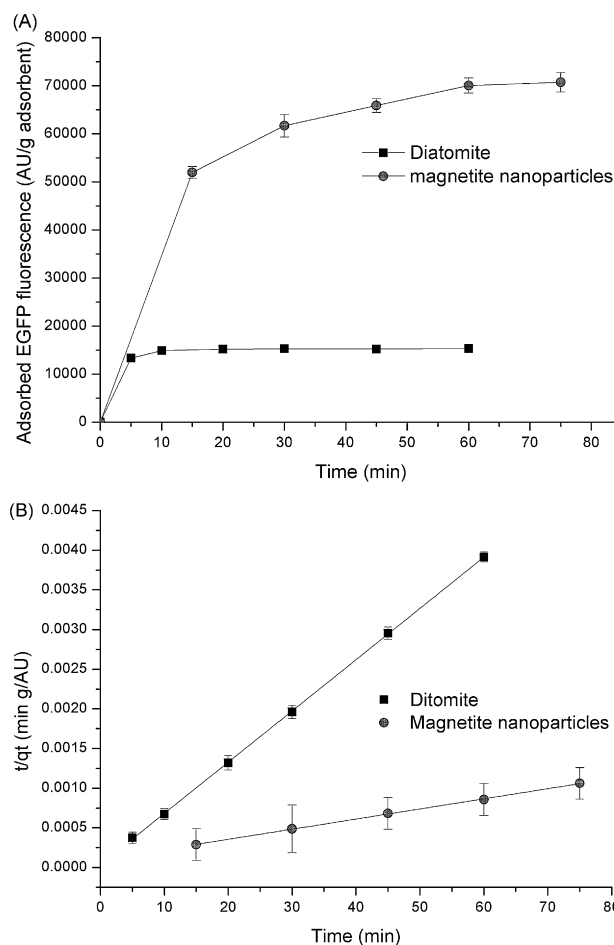 (A)
80000
70000
60000
50000
40000
30000
20000
10000
0
Adsorbed EGFP fluorescence (AU/g adsorbent)
Diatomite
magnetite nanoparticles
0 10 20 30 40 50 60 70 80
Time (min)
(B)
0.0045
0.0040
0.0035
0.0030
0.0025
0.0020
0.0015
0.0010
0.0005
0.0000
t/qt (min g/AU)
Ditomite
Magnetite nanoparticles
0 10 20 30 40 50 60 70 80
Time (min)